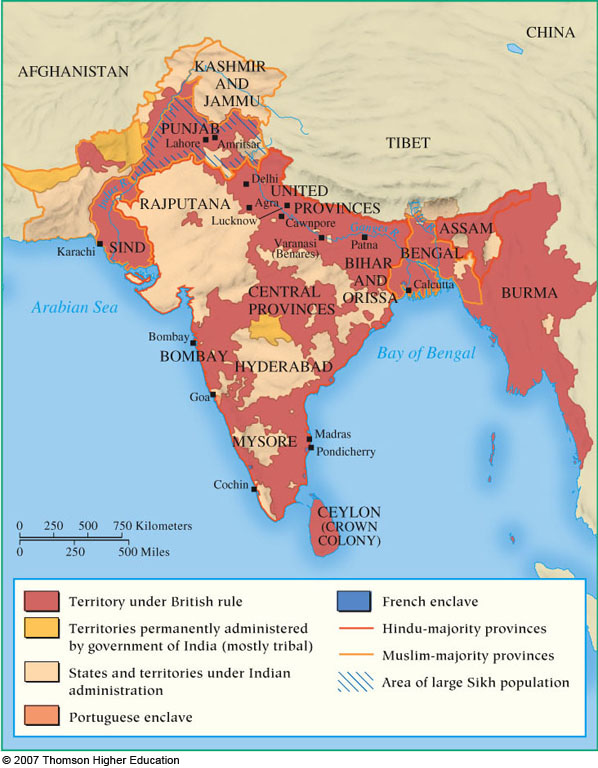 CHINA
AFGHANISTAN
KASHMIR
AND
JAMMU
PUNJAB
Lahore
Amritsar
TIBET
Delhi
UNITED
PROVINCES
Agra
Lucknow
Cawnpore
RAJPUTANA
Indus R.
Ganges R.
ASSAM
Karachi
SIND
Varanasi
(Benares)
Patna
BENGAL
BIHAR
AND
ORISSA
Calcutta
BURMA
Arabian Sea
CENTRAL
PROVINCES
Bombay
BOMBAY
HYDERABAD
Bay of Bengal
Goa
MYSORE
Madras
Pondicherry
Cochin
CEYLON
(CROWN
COLONY)
0 250 500 750 Kilometers
0 250 500 Miles
Territory under British rule
Territories permanently administered
by government of India (mostly tribal)
States and territories under Indian
administration
Portuguese enclave
French enclave
Hindu-majority provinces
Muslim-majority provinces
Area of large Sikh population
© 2007 Thomson Higher Education